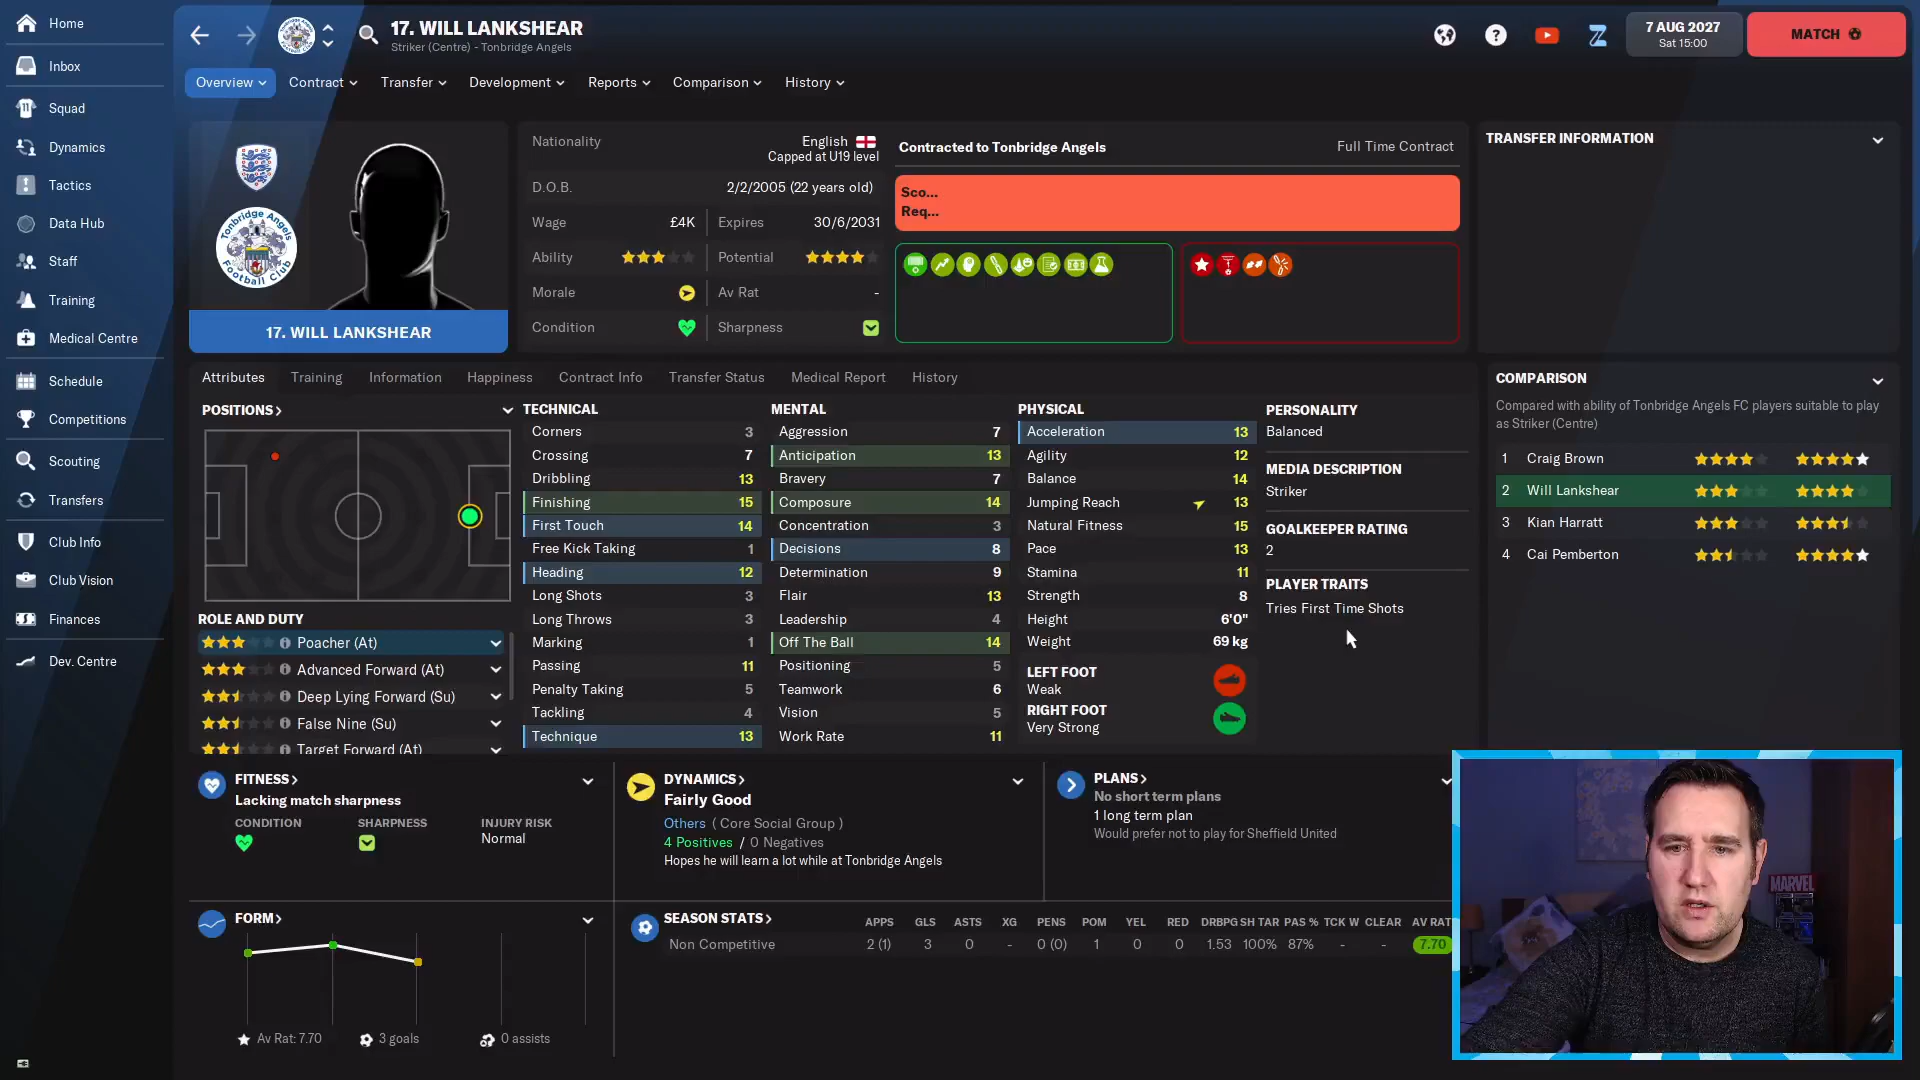 Home
Inbox
Squad
Dynamics
Tactics
Data Hub
Staff
Training
Medical Centre
Schedule
Competitions
Scouting
Transfers
Club Info
Club Vision
Finances
Dev. Centre
17. WILL LANKSHEAR
Striker (Centre) - Tonbridge Angels
7 AUG 2027
Sat 15:00
MATCH
Overview Contract Transfer Development Reports Comparison History
Tonbridge Angels
Football Club
17. WILL LANKSHEAR
Nationality English
Capped at U19 level
D.O.B. 2/2/2005 (22 years old)
Wage £4K Expires 30/6/2031
Ability Potential
Morale Av Rat -
Condition Sharpness
Contracted to Tonbridge Angels Full Time Contract
Sco...
Req...
TRANSFER INFORMATION
Attributes Training Information Happiness Contract Info Transfer Status Medical Report History
POSITIONS>
ROLE AND DUTY
Poacher (At)
Advanced Forward (At)
Deep Lying Forward (Su)
False Nine (Su)
Target Forward (At)
TECHNICAL
Corners 3
Crossing 7
Dribbling 13
Finishing 15
First Touch 14
Free Kick Taking 1
Heading 12
Long Shots 3
Long Throws 3
Marking 1
Passing 11
Penalty Taking 5
Tackling 4
Technique 13
MENTAL
Aggression 7
Anticipation 13
Bravery 7
Composure 14
Concentration 3
Decisions 8
Determination 9
Flair 13
Leadership 4
Off The Ball 14
Positioning 5
Teamwork 6
Vision 5
Work Rate 11
PHYSICAL
Acceleration 13
Agility 12
Balance 14
Jumping Reach 13
Natural Fitness 15
Pace 13
Stamina 11
Strength 8
Height 6'0"
Weight 69 kg
LEFT FOOT
Weak
RIGHT FOOT
Very Strong
PERSONALITY
Balanced
MEDIA DESCRIPTION
Striker
GOALKEEPER RATING
2
PLAYER TRAITS
Tries First Time Shots
COMPARISON
Compared with ability of Tonbridge Angels FC players suitable to play
as Striker (Centre)
1 Craig Brown
2 Will Lankshear
3 Kian Harratt
4 Cai Pemberton
FITNESS>
Lacking match sharpness
CONDITION SHARPNESS INJURY RISK
Normal
DYNAMICS>
Fairly Good
Others ( Core Social Group )
4 Positives / 0 Negatives
Hopes he will learn a lot while at Tonbridge Angels
PLANS>
No short term plans
1 long term plan
Would prefer not to play for Sheffield United
FORM>
Av Rat: 7.70 3 goals 0 assists
SEASON STATS> APPS GLS ASTS XG PENS POM YEL RED DRBPG SH TAR PAS % TCK W CLEAR AV RAT
Non Competitive 2 (1) 3 0 - 0 (0) 1 0 0 1.53 100% 87% - - 7.70
MARVEL